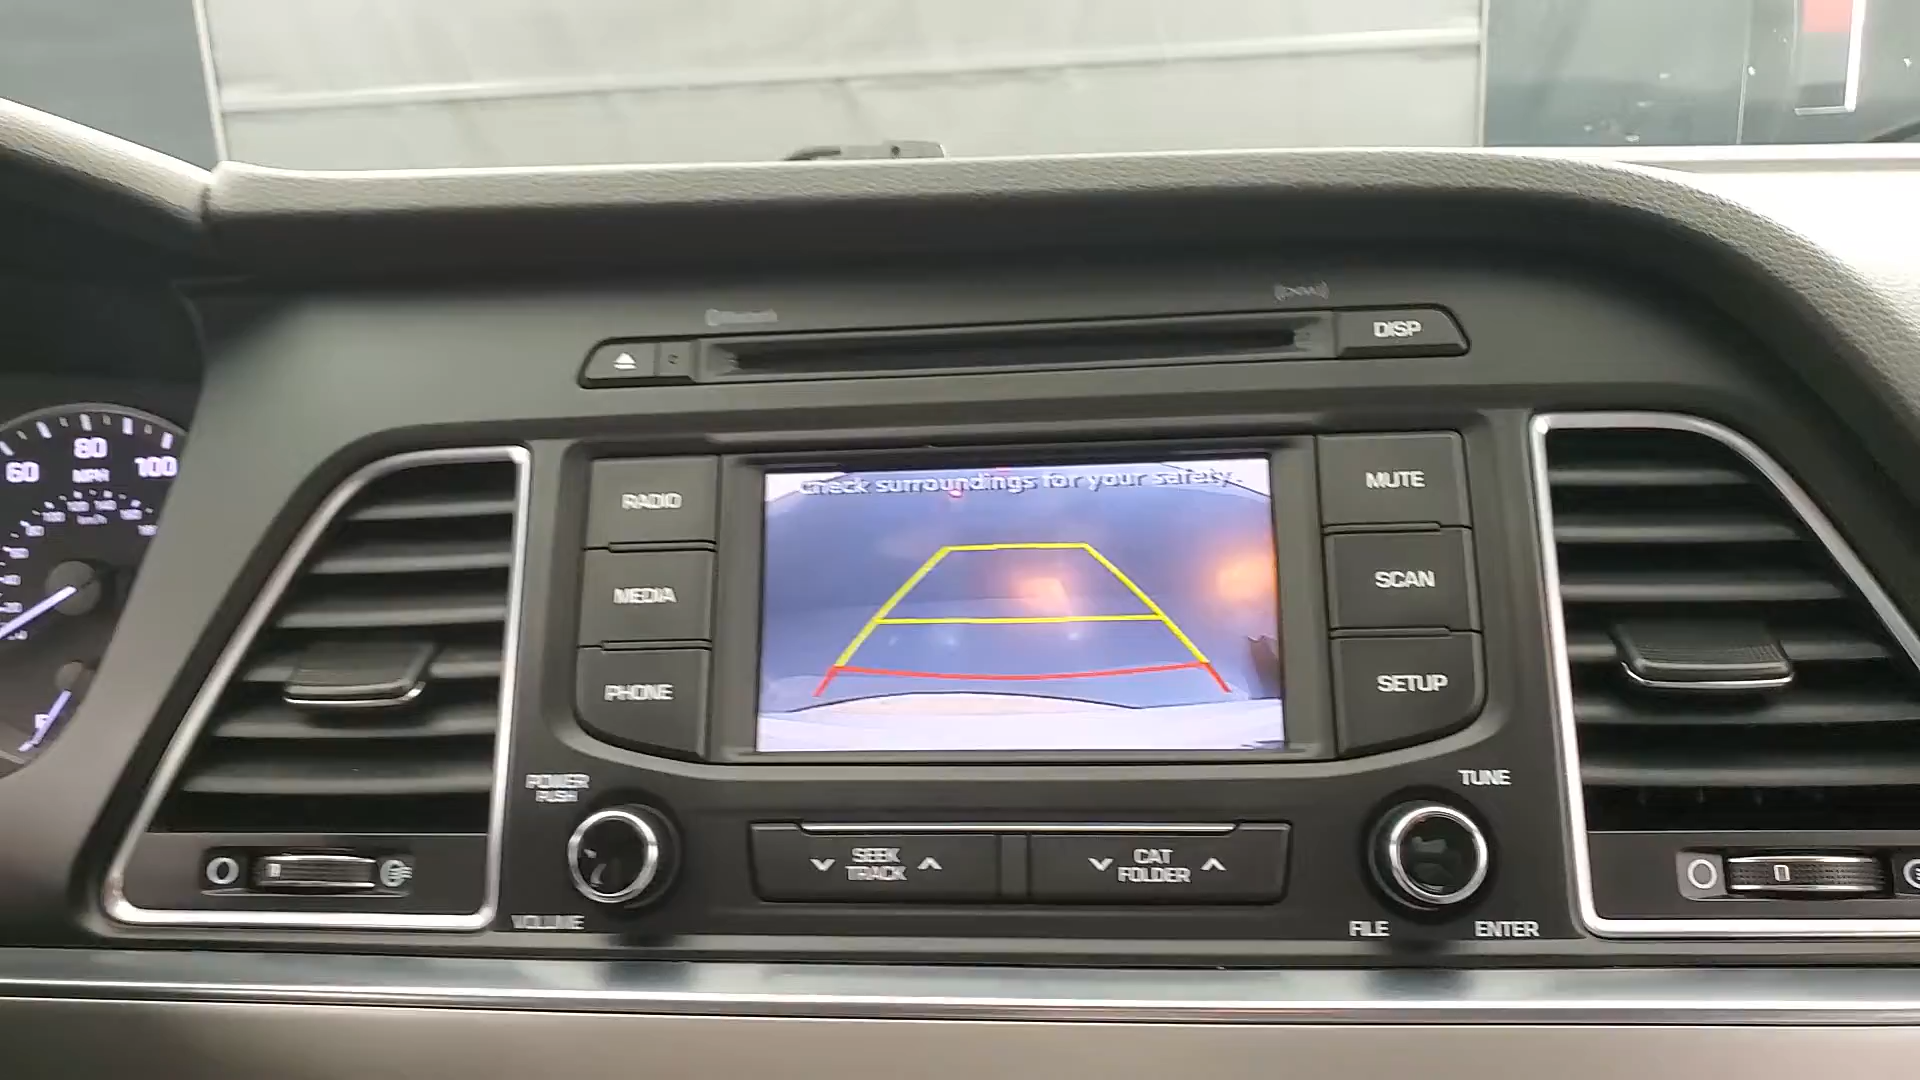 DISP
80
60
100
MPH
km/h
RADIO
MEDIA
PHONE
Check surroundings for your safety.
MUTE
SCAN
SETUP
POWER
PUSH
VOLUME
SEEK
TRACK
CAT
FOLDER
TUNE
FILE
ENTER